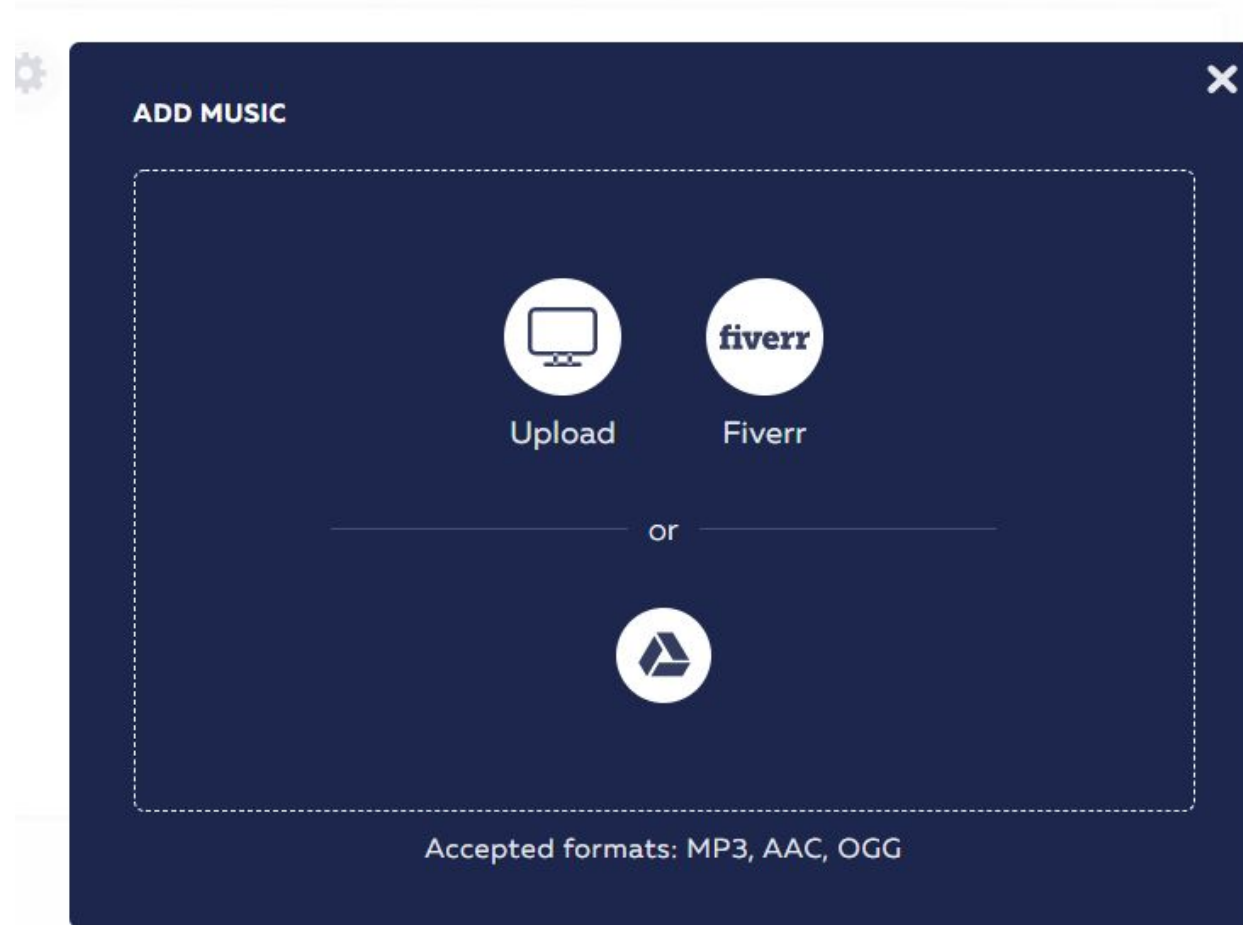 ADD MUSIC
fiverr
Upload
Fiverr
or
Accepted formats: MP3, AAC, OGG